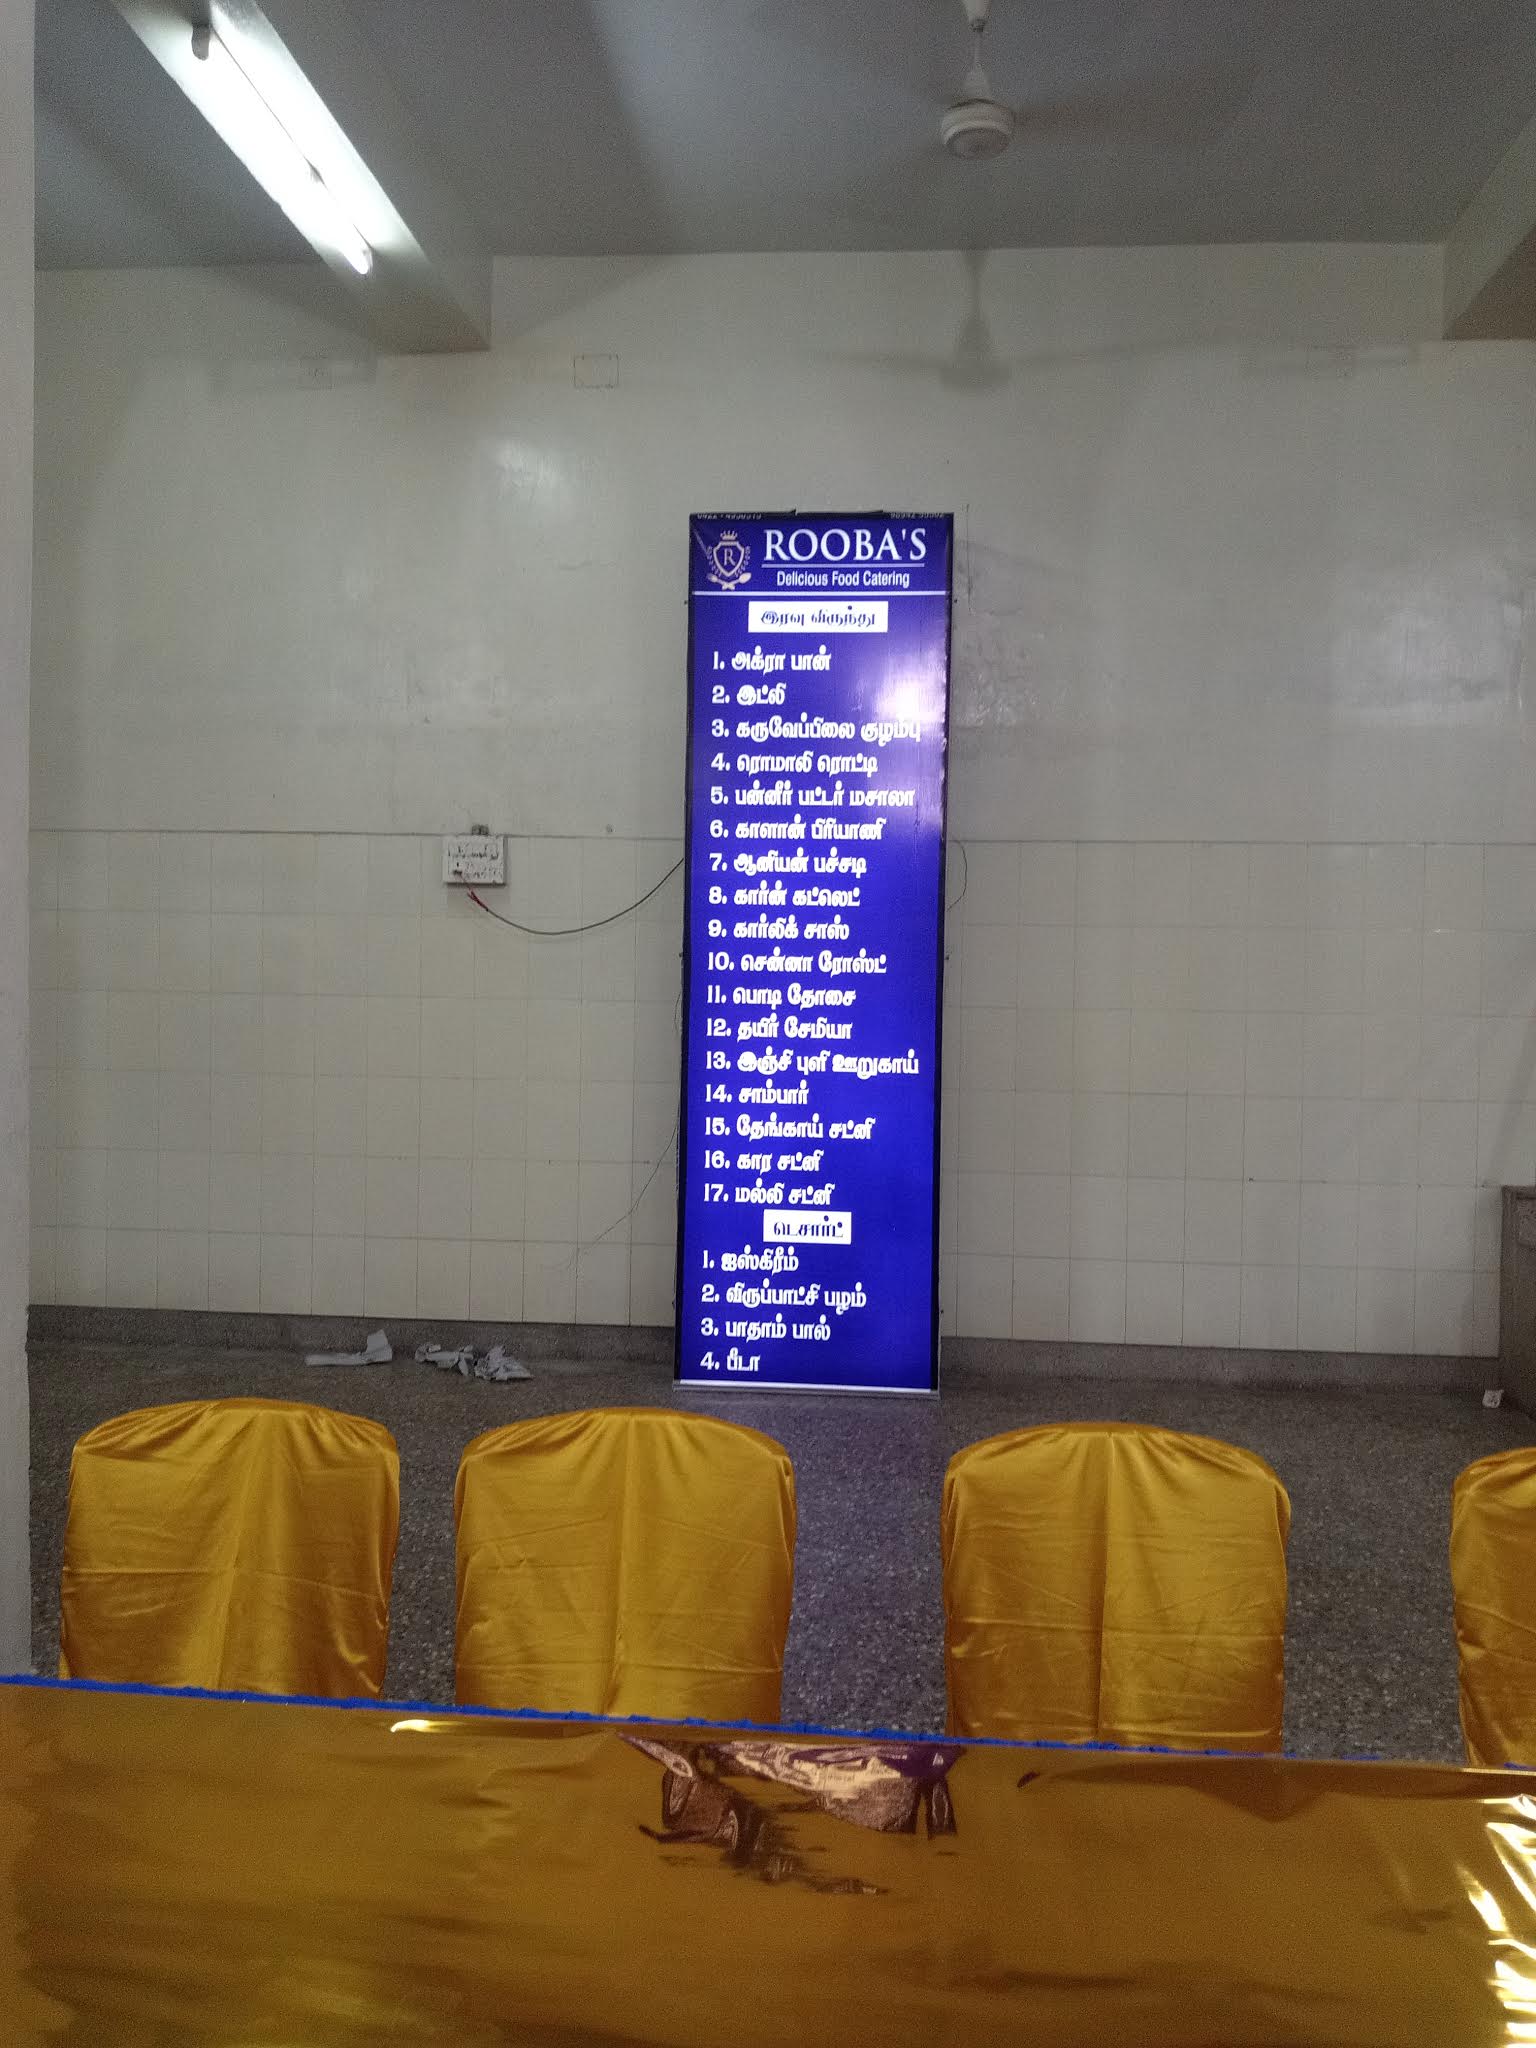 ROOBA'S
R
Delicious Food Catering
இரவு விருந்து
1. அக்ரா பான்
2. இட்லி
3. கருவேப்பிலை குழம்பு
4. ரொமாலி ரொட்டி
5. பன்னீர் பட்டர் மசாலா
6. காளான் பிரியாணி
7. ஆனியன் பச்சடி
8. கார்ன் கட்லெட்
9. கார்லிக் சாஸ்
10. சென்னா ரோஸ்ட்
11. பொடி தோசை
12. தயிர் சேமியா
13. இஞ்சி புளி ஊறுகாய்
14. சாம்பார்
15. தேங்காய் சட்னி
16. கார சட்னி
17. மல்லி சட்னி
டெசார்ட்
1. ஐஸ்கிரீம்
2. விருப்பாட்சி பழம்
3. பாதாம் பால்
4. பீடா